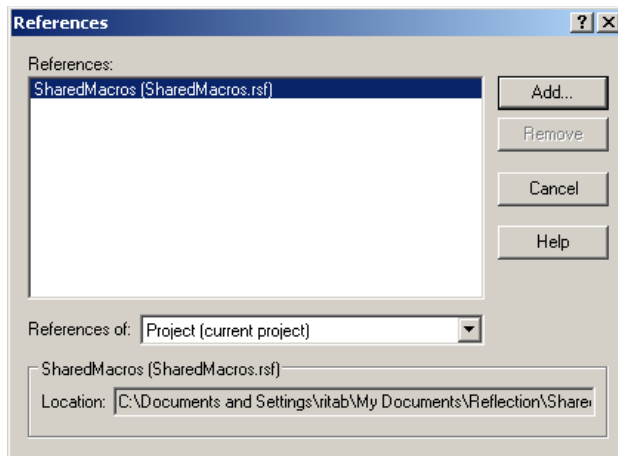 References
References:
SharedMacros (SharedMacros.rsf)
Add...
Remove
Cancel
Help
References of: Project (current project)
SharedMacros (SharedMacros.rsf)
Location: C:\Documents and Settings\ritab\My Documents\Reflection\Share